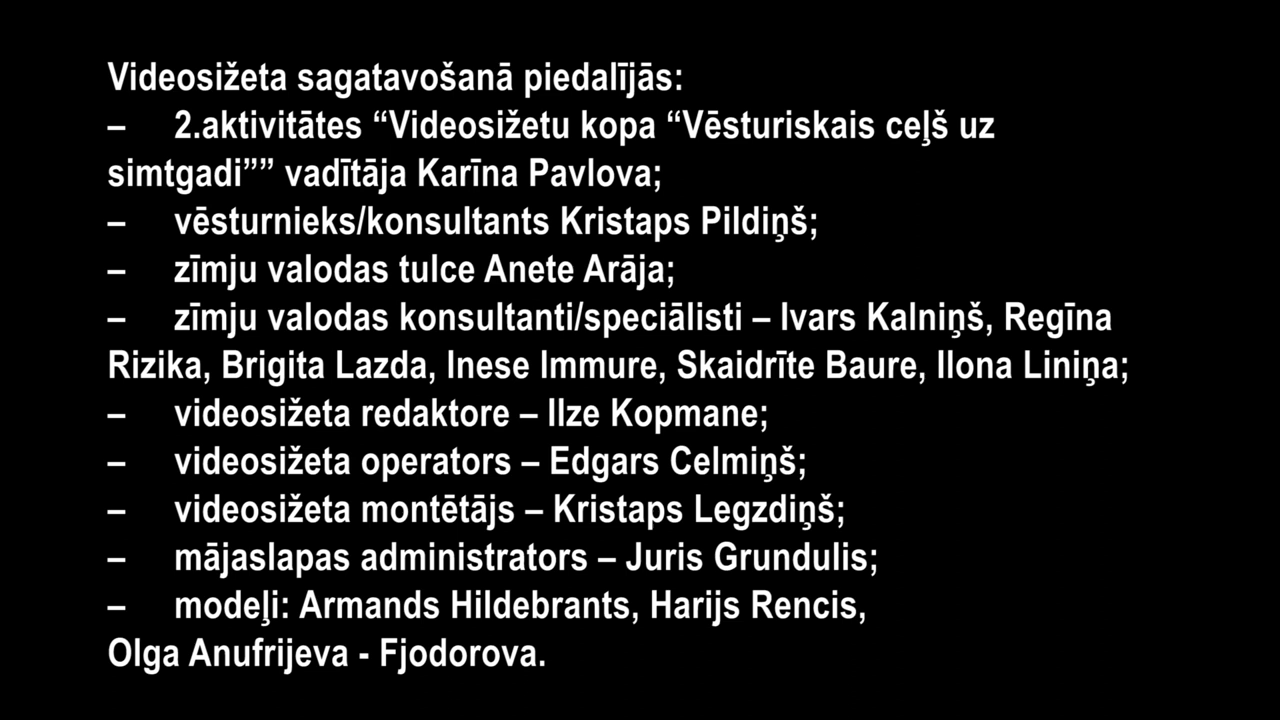 Videosižeta sagatavošanā piedalījās:
– 2.aktivitātes “Videosižetu kopa “Vēsturiskais ceļš uz
simtgadi”” vadītāja Karīna Pavlova;
– vēsturnieks/konsultants Kristaps Pildiņš;
– zīmju valodas tulce Anete Arāja;
– zīmju valodas konsultanti/speciālisti – Ivars Kalniņš, Regīna
Rizika, Brigita Lazda, Inese Immure, Skaidrīte Baure, Ilona Liniņa;
– videosižeta redaktore – Ilze Kopmane;
– videosižeta operators – Edgars Celmiņš;
– videosižeta montētājs – Kristaps Legzdiņš;
– mājaslapas administrators – Juris Grundulis;
– modeļi: Armands Hildebrants, Harijs Rencis,
Olga Anufrijeva - Fjodorova.